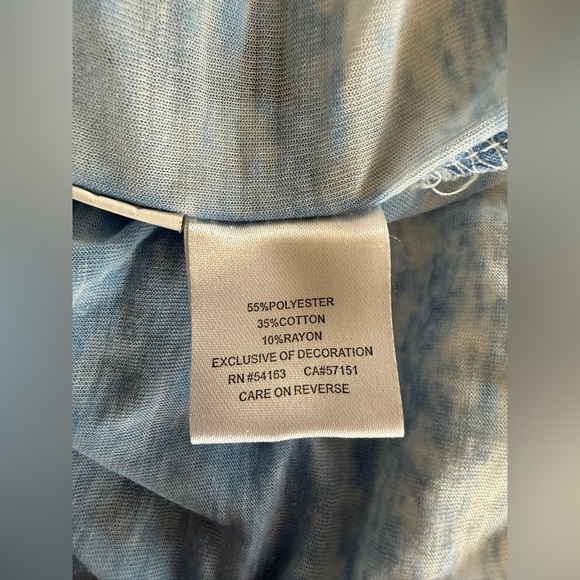 55%POLYESTER
35%COTTON
10%RAYON
EXCLUSIVE OF DECORATION
RN #54163 CA#57151
CARE ON REVERSE